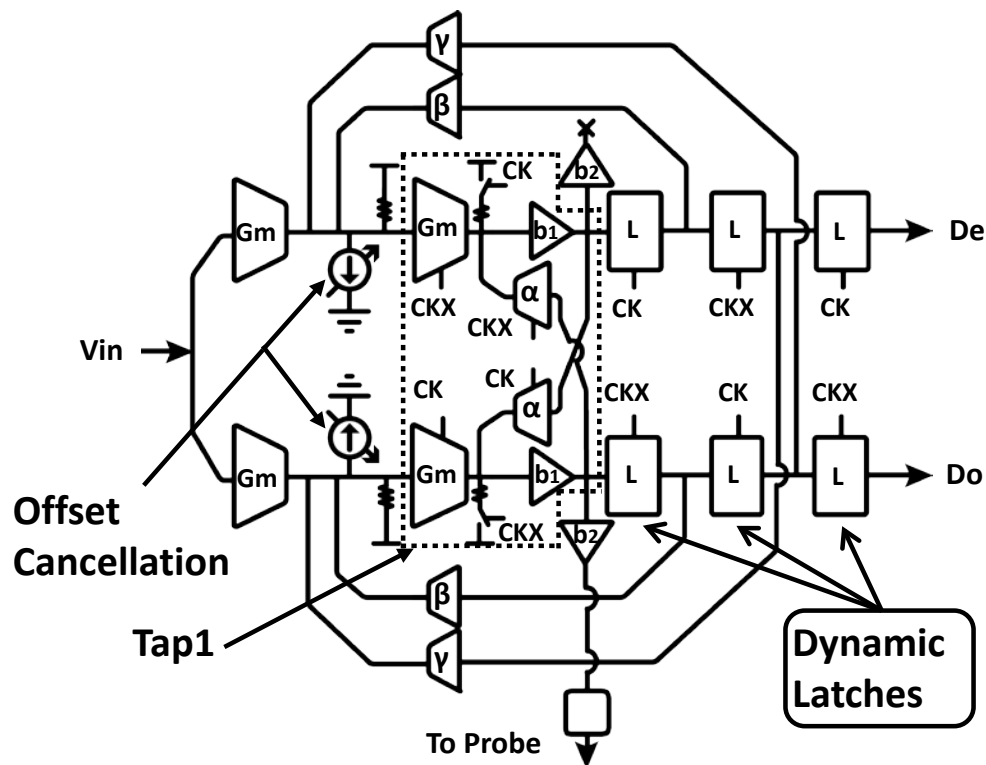 γ
β
CK
b2
Gm
Gm
b1
L
L
L
De
CKX
α
CKX
CK
CKX
CK
Vin
CK
CK
α
CKX
CK
CKX
Gm
Gm
b1
L
L
L
Do
CKX
b2
Offset
Cancellation
β
Tap1
γ
Dynamic
Latches
To Probe